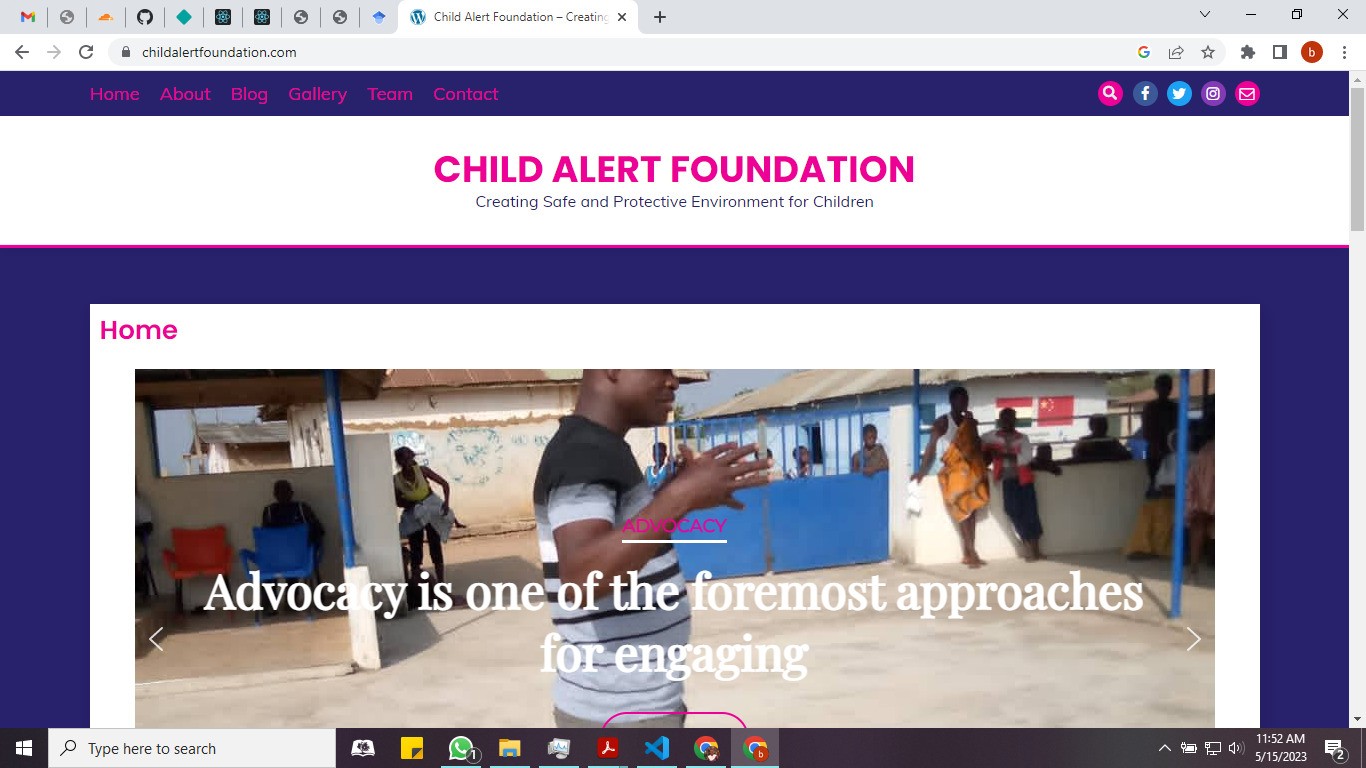 Child Alert Foundation – Creating
childalertfoundation.com
b
Home About Blog Gallery Team Contact
CHILD ALERT FOUNDATION
Creating Safe and Protective Environment for Children
Home
ADVOCACY
Advocacy is one of the foremost approaches
for engaging
Type here to search
1
b
11:52 AM
5/15/2023
2